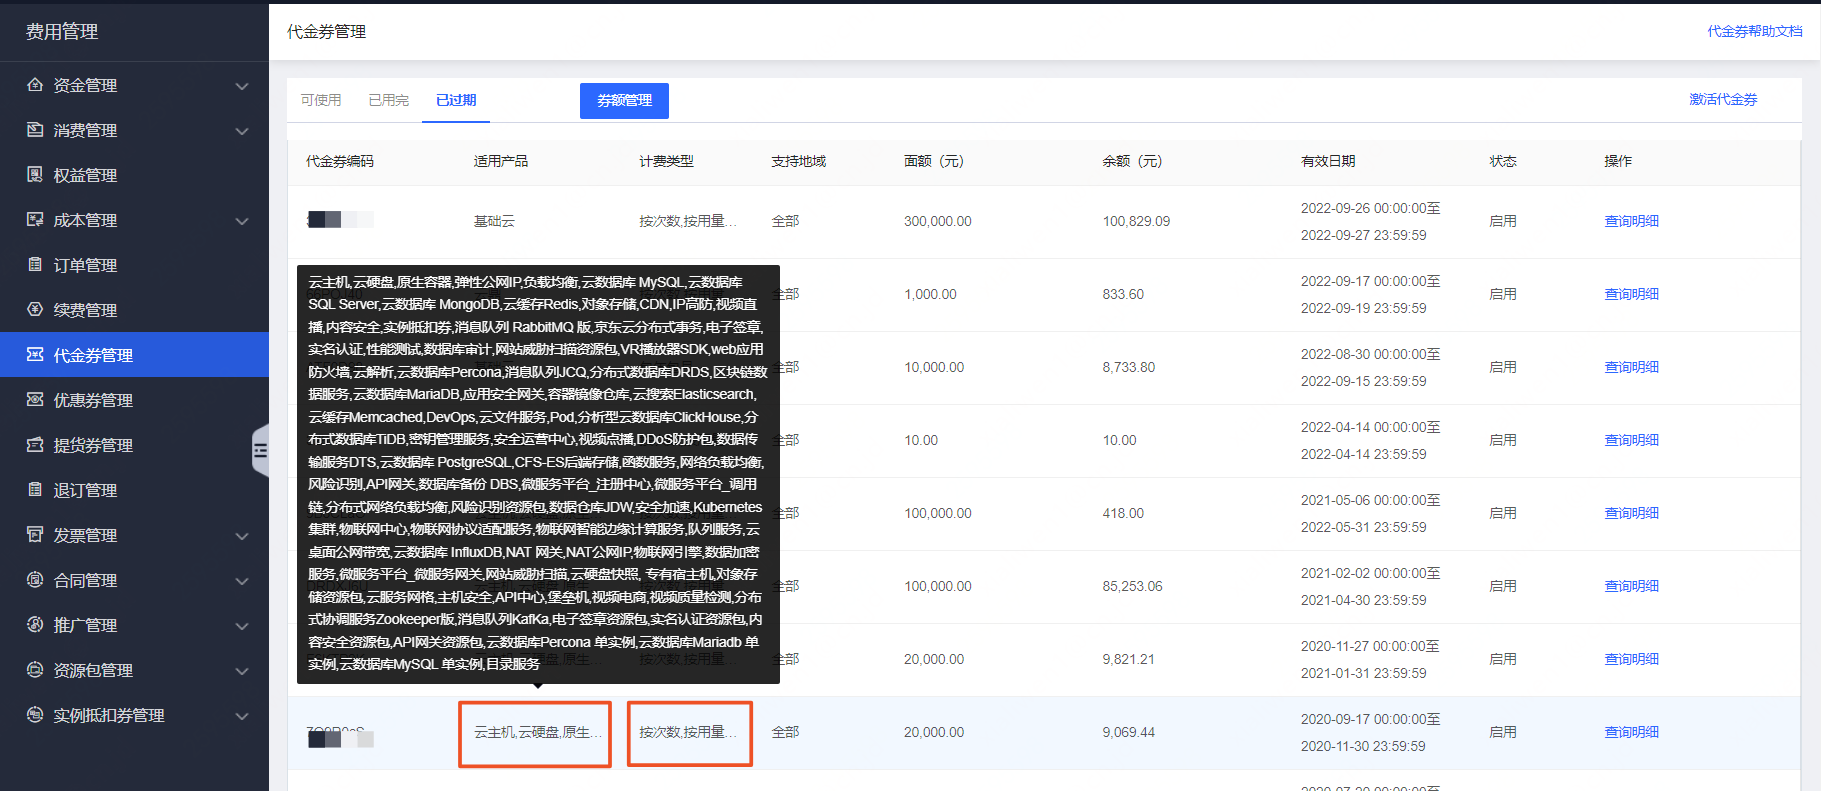 费用管理
资金管理
消费管理
权益管理
成本管理
订单管理
续费管理
代金券管理
优惠券管理
提货券管理
退订管理
发票管理
合同管理
推广管理
资源包管理
实例抵扣券管理
代金券管理
代金券帮助文档
可使用 已用完 已过期 券额管理 激活代金券
代金券编码 适用产品 计费类型 支持地域 面额（元） 余额（元） 有效日期 状态 操作
基础云 按次数,按用量... 全部 300,000.00 100,829.09 2022-09-26 00:00:00至 启用 查询明细
2022-09-27 23:59:59
全部 1,000.00 833.60 2022-09-17 00:00:00至 启用 查询明细
2022-09-19 23:59:59
全部 10,000.00 8,733.80 2022-08-30 00:00:00至 启用 查询明细
2022-09-15 23:59:59
全部 10.00 10.00 2022-04-14 00:00:00至 启用 查询明细
2022-04-14 23:59:59
全部 100,000.00 418.00 2021-05-06 00:00:00至 启用 查询明细
2022-05-31 23:59:59
全部 100,000.00 85,253.06 2021-02-02 00:00:00至 启用 查询明细
2021-04-30 23:59:59
全部 20,000.00 9,821.21 2020-11-27 00:00:00至 启用 查询明细
2021-01-31 23:59:59
云主机,云硬盘,原生容器,弹性公网IP,负载均衡,云数据库 MySQL,云数据库
SQL Server,云数据库 MongoDB,云缓存Redis,对象存储,CDN,IP高防,视频直
播,内容安全,实例抵扣券,消息队列 RabbitMQ 版,京东云分布式事务,电子签章,
实名认证,性能测试,数据库审计,网站威胁扫描资源包,VR播放器SDK,web应用
防火墙,云解析,云数据库Percona,消息队列JCQ,分布式数据库DRDS,区块链数
据服务,云数据库MariaDB,应用安全网关,容器镜像仓库,云搜索Elasticsearch,
云缓存Memcached,DevOps,云文件服务,Pod,分析型云数据库ClickHouse,分
布式数据库TiDB,密钥管理服务,安全运营中心,视频点播,DDoS防护包,数据传
输服务DTS,云数据库 PostgreSQL,CFS-ES后端存储,函数服务,网络负载均衡,
风险识别,API网关,数据库备份 DBS,微服务平台_注册中心,微服务平台_调用
链,分布式网络负载均衡,风险识别资源包,数据仓库JDW,安全加速,Kubernetes
集群,物联网中心,物联网协议适配服务,物联网智能边缘计算服务,队列服务,云
桌面公网带宽,云数据库 InfluxDB,NAT 网关,NAT公网IP,物联网引擎,数据加密
服务,微服务平台_微服务网关,网站威胁扫描,云硬盘快照, 专有宿主机,对象存
储资源包,云服务网格,主机安全,API中心,堡垒机,视频电商,视频质量检测,分布
式协调服务Zookeeper版,消息队列KafKa,电子签章资源包,实名认证资源包,内
容安全资源包,API网关资源包,云数据库Percona 单实例,云数据库Mariadb 单
实例,云数据库MySQL 单实例,目录服务
云主机,云硬盘,原生... 按次数,按用量... 全部 20,000.00 9,069.44 2020-09-17 00:00:00至 启用 查询明细
2020-11-30 23:59:59